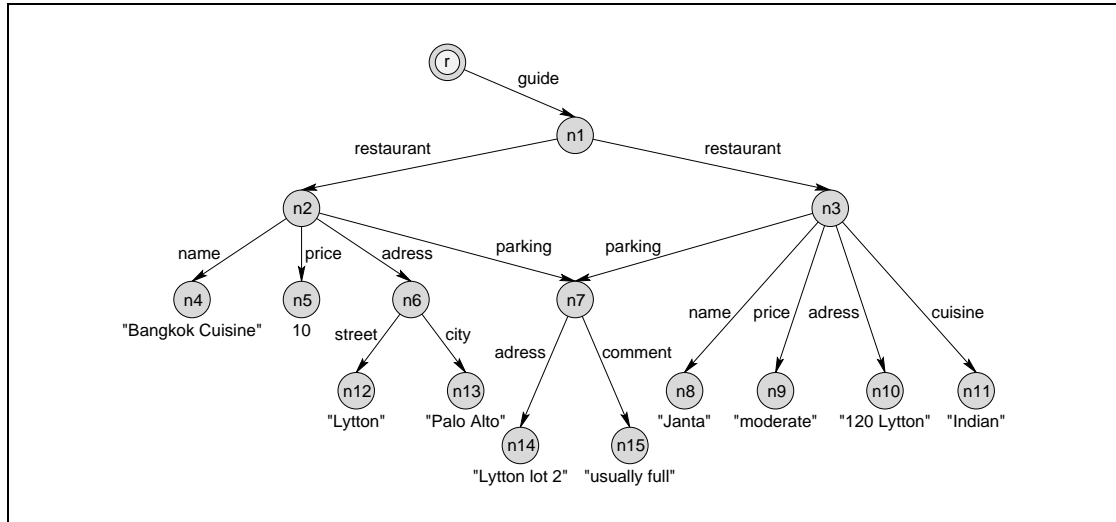 r
guide
n1
restaurant restaurant
n2 n3
name price adress parking parking name price adress cuisine
n4 n5 n6 n7
"Bangkok Cuisine" 10
street city adress comment
n12 n13 n8 n9 n10 n11
"Lytton" "Palo Alto" "Janta" "moderate" "120 Lytton" "Indian"
n14 n15
"Lytton lot 2" "usually full"